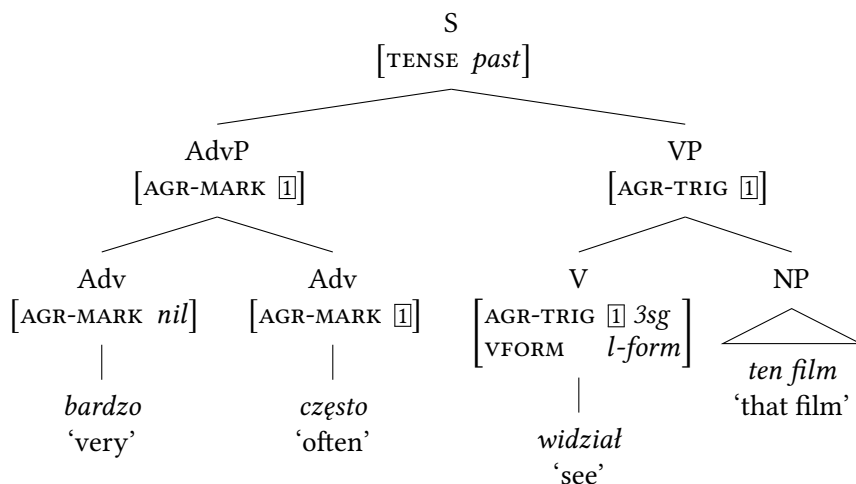 S
[TENSE past]
AdvP VP
[AGR-MARK 1] [AGR-TRIG 1]
Adv Adv V NP
[AGR-MARK nil] [AGR-MARK 1] [AGR-TRIG 1 3sg
VFORM l-form]
bardzo często widział ten film
‘very’ ‘often’ ‘see’ ‘that film’